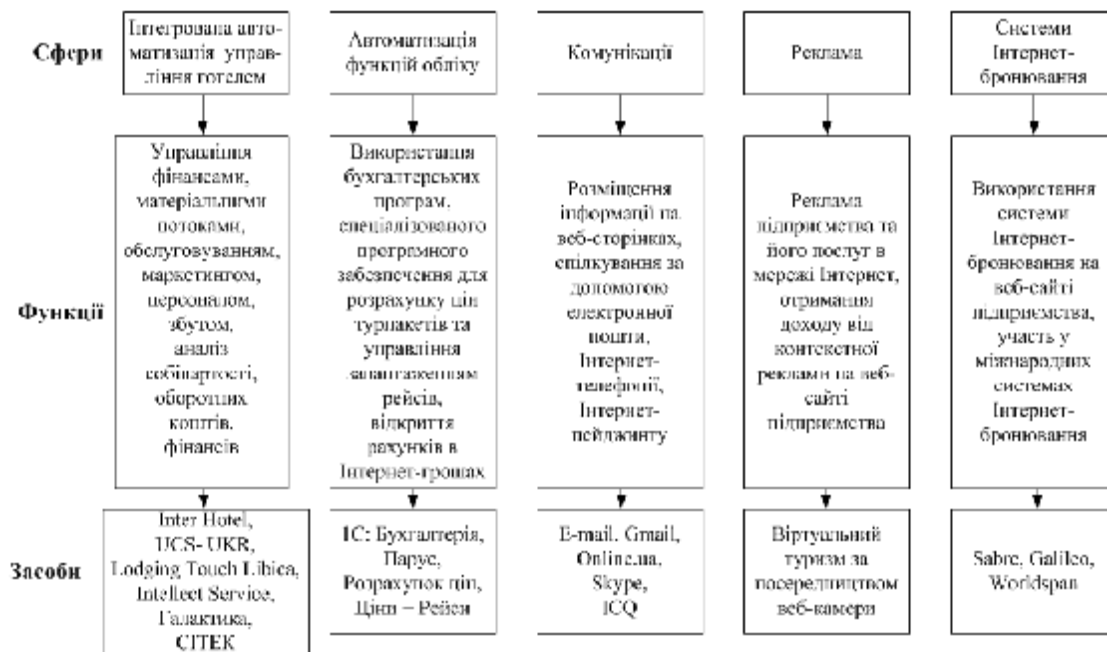 Сфери
Інтегрована авто-
матизація управ-
ління готелем
Автоматизація
функцій обліку
Комунікації
Реклама
Системи
Інтернет-
бронювання
Функції
Управління
фінансами,
матеріальними
потоками,
обслуговуванням,
маркетингом,
персоналом,
збутом,
аналіз
собівартості,
оборотних
коштів,
фінансів
Використання
бухгалтерських
програм,
спеціалізованого
програмного
забезпечення для
розрахунку цін
турпакетів та
управління
завантаженням
рейсів,
відкриття
рахунків в
Інтернет-грошах
Розміщення
інформації на
веб-сторінках,
спілкування за
допомогою
електронної
пошти,
Інтернет-
телефонії,
Інтернет-
пейджингу
Реклама
підприємства та
його послуг в
мережі Інтернет,
отримання
доходу від
контекстної
реклами на веб-
сайті
підприємства
Використання
системи
Інтернет-
бронювання на
веб-сайті
підприємства,
участь у
міжнародних
системах
Інтернет-
бронювання
Засоби
Inter Hotel,
UCS- UKR,
Lodging Touch Libica,
Intellect Service,
Галактика,
СІТЕК
1С: Бухгалтерія,
Парус,
Розрахунок цін,
Ціни – Рейси
E-mail, Gmail,
Online.ua,
Skype,
ICQ
Віртуальний
туризм за
посередництвом
веб-камери
Sabre, Galileo,
Worldspan